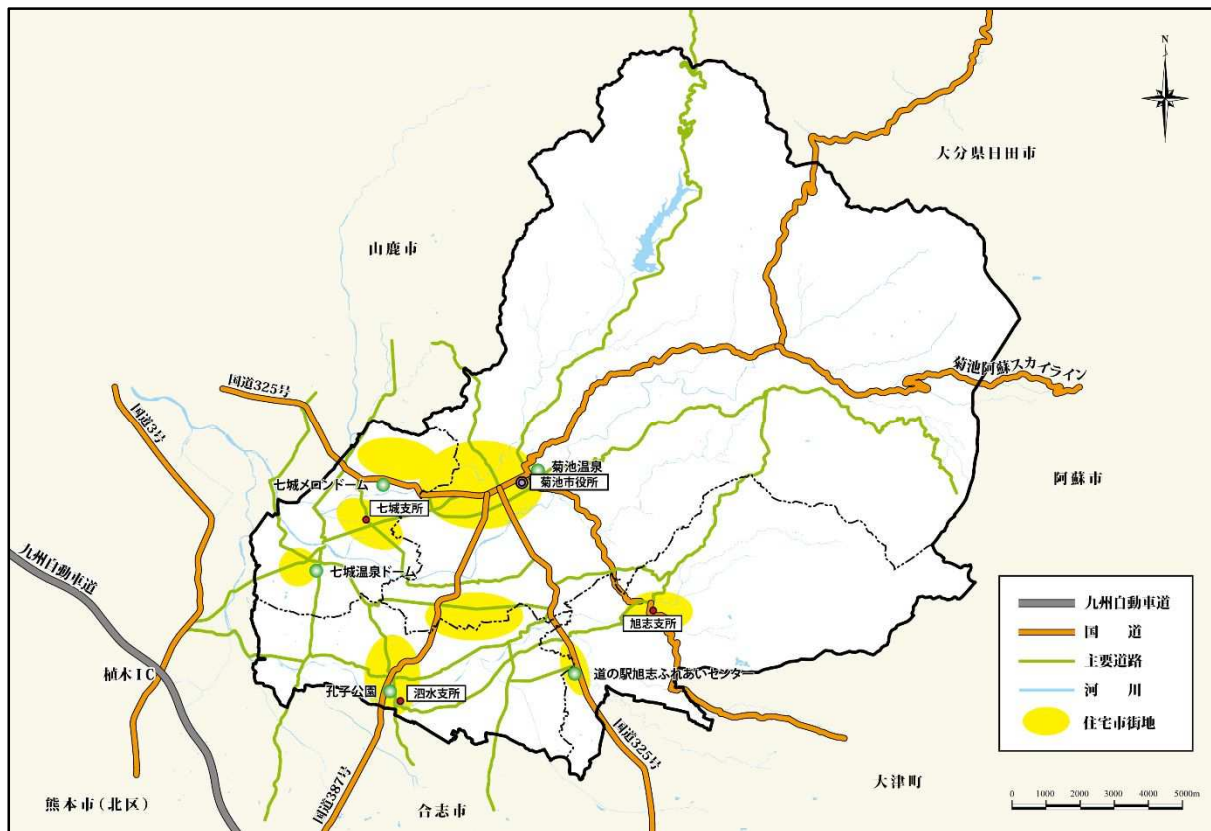 N
大分県日田市
山鹿市
菊池阿蘇スカイライン
国道325号
国道3号
菊池温泉
菊池市役所
阿蘇市
七城メロンドーム
七城支所
九州自動車道
七城温泉ドーム
旭志支所
植木IC
道の駅旭志ふれあいセンター
孔子公園
泗水支所
国道325号
国道387号
大津町
熊本市(北区)
合志市
九州自動車道
国　道
主要道路
河　川
住宅市街地
0 1000 2000 3000 4000 5000m